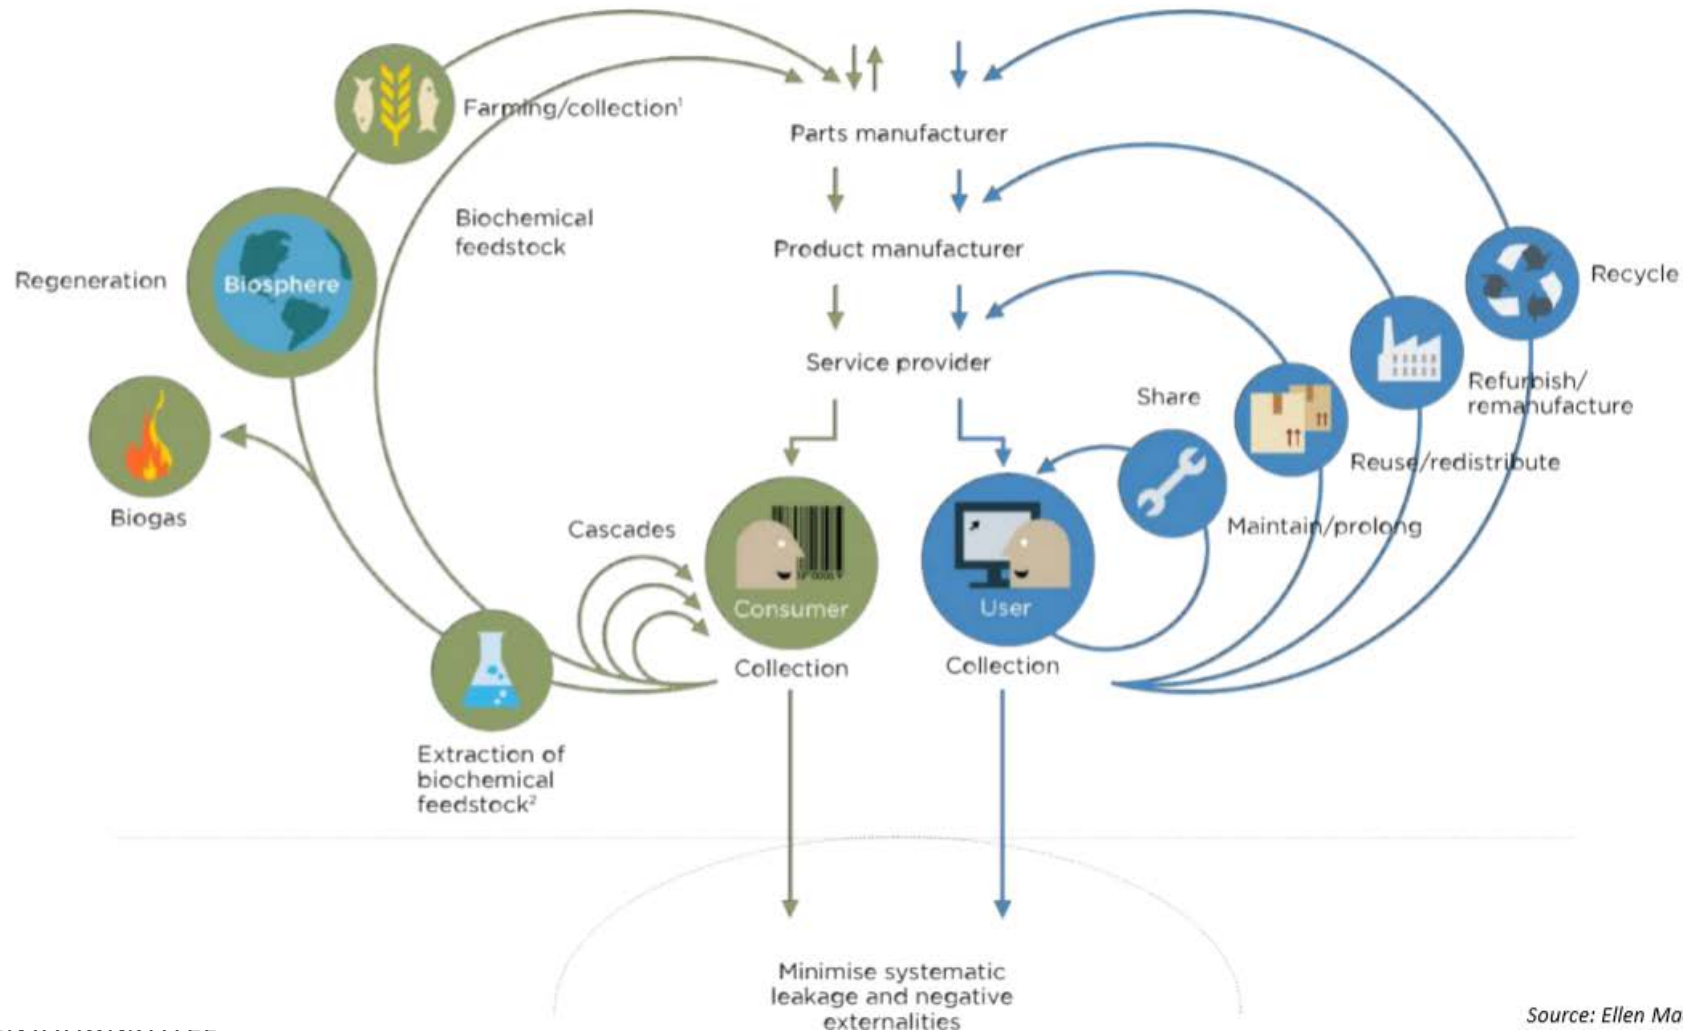 Farming/collection¹
Parts manufacturer
Biochemical
feedstock
Product manufacturer
Regeneration
Biosphere
Recycle
Service provider
Share
Refurbish/
remanufacture
Reuse/redistribute
Biogas
Cascades
Maintain/prolong
Consumer
User
Collection
Collection
Extraction of
biochemical
feedstock²
Minimise systematic
leakage and negative
externalities
Source: Ellen Ma